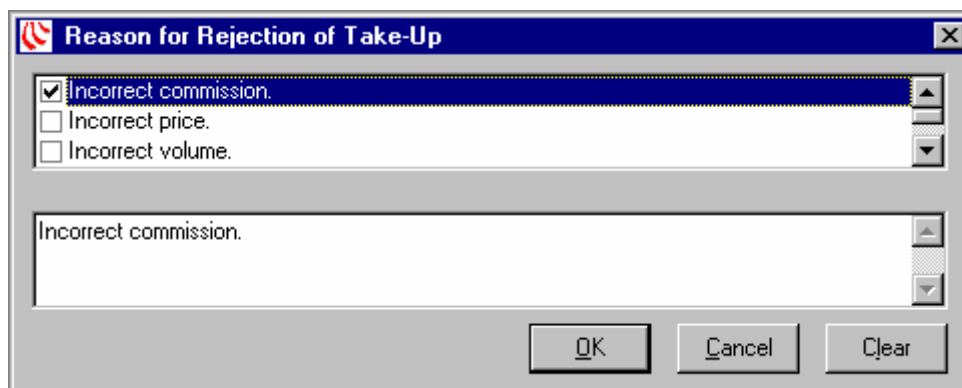 Reason for Rejection of Take-Up
Incorrect commission.
Incorrect price.
Incorrect volume.
Incorrect commission.
OK Cancel Clear